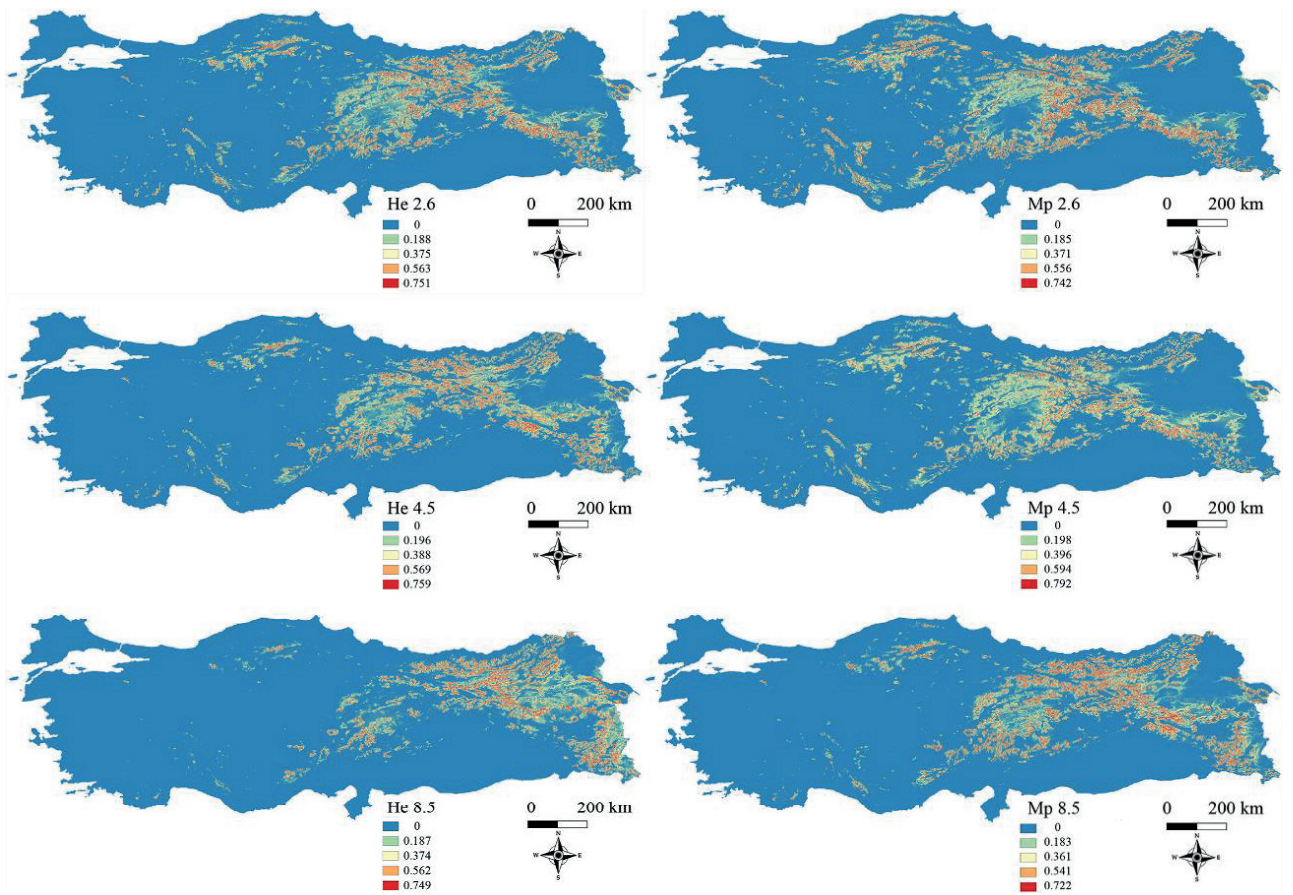 He 2.6
0 200 km
0
0.188
0.375
0.563
0.751
N
W E
S
Mp 2.6
0 200 km
0
0.185
0.371
0.556
0.742
N
W E
S
He 4.5
0 200 km
0
0.196
0.388
0.569
0.759
N
W E
S
Mp 4.5
0 200 km
0
0.198
0.396
0.594
0.792
N
W E
S
He 8.5
0 200 km
0
0.187
0.374
0.562
0.749
N
W E
S
Mp 8.5
0 200 km
0
0.183
0.361
0.541
0.722
N
W E
S